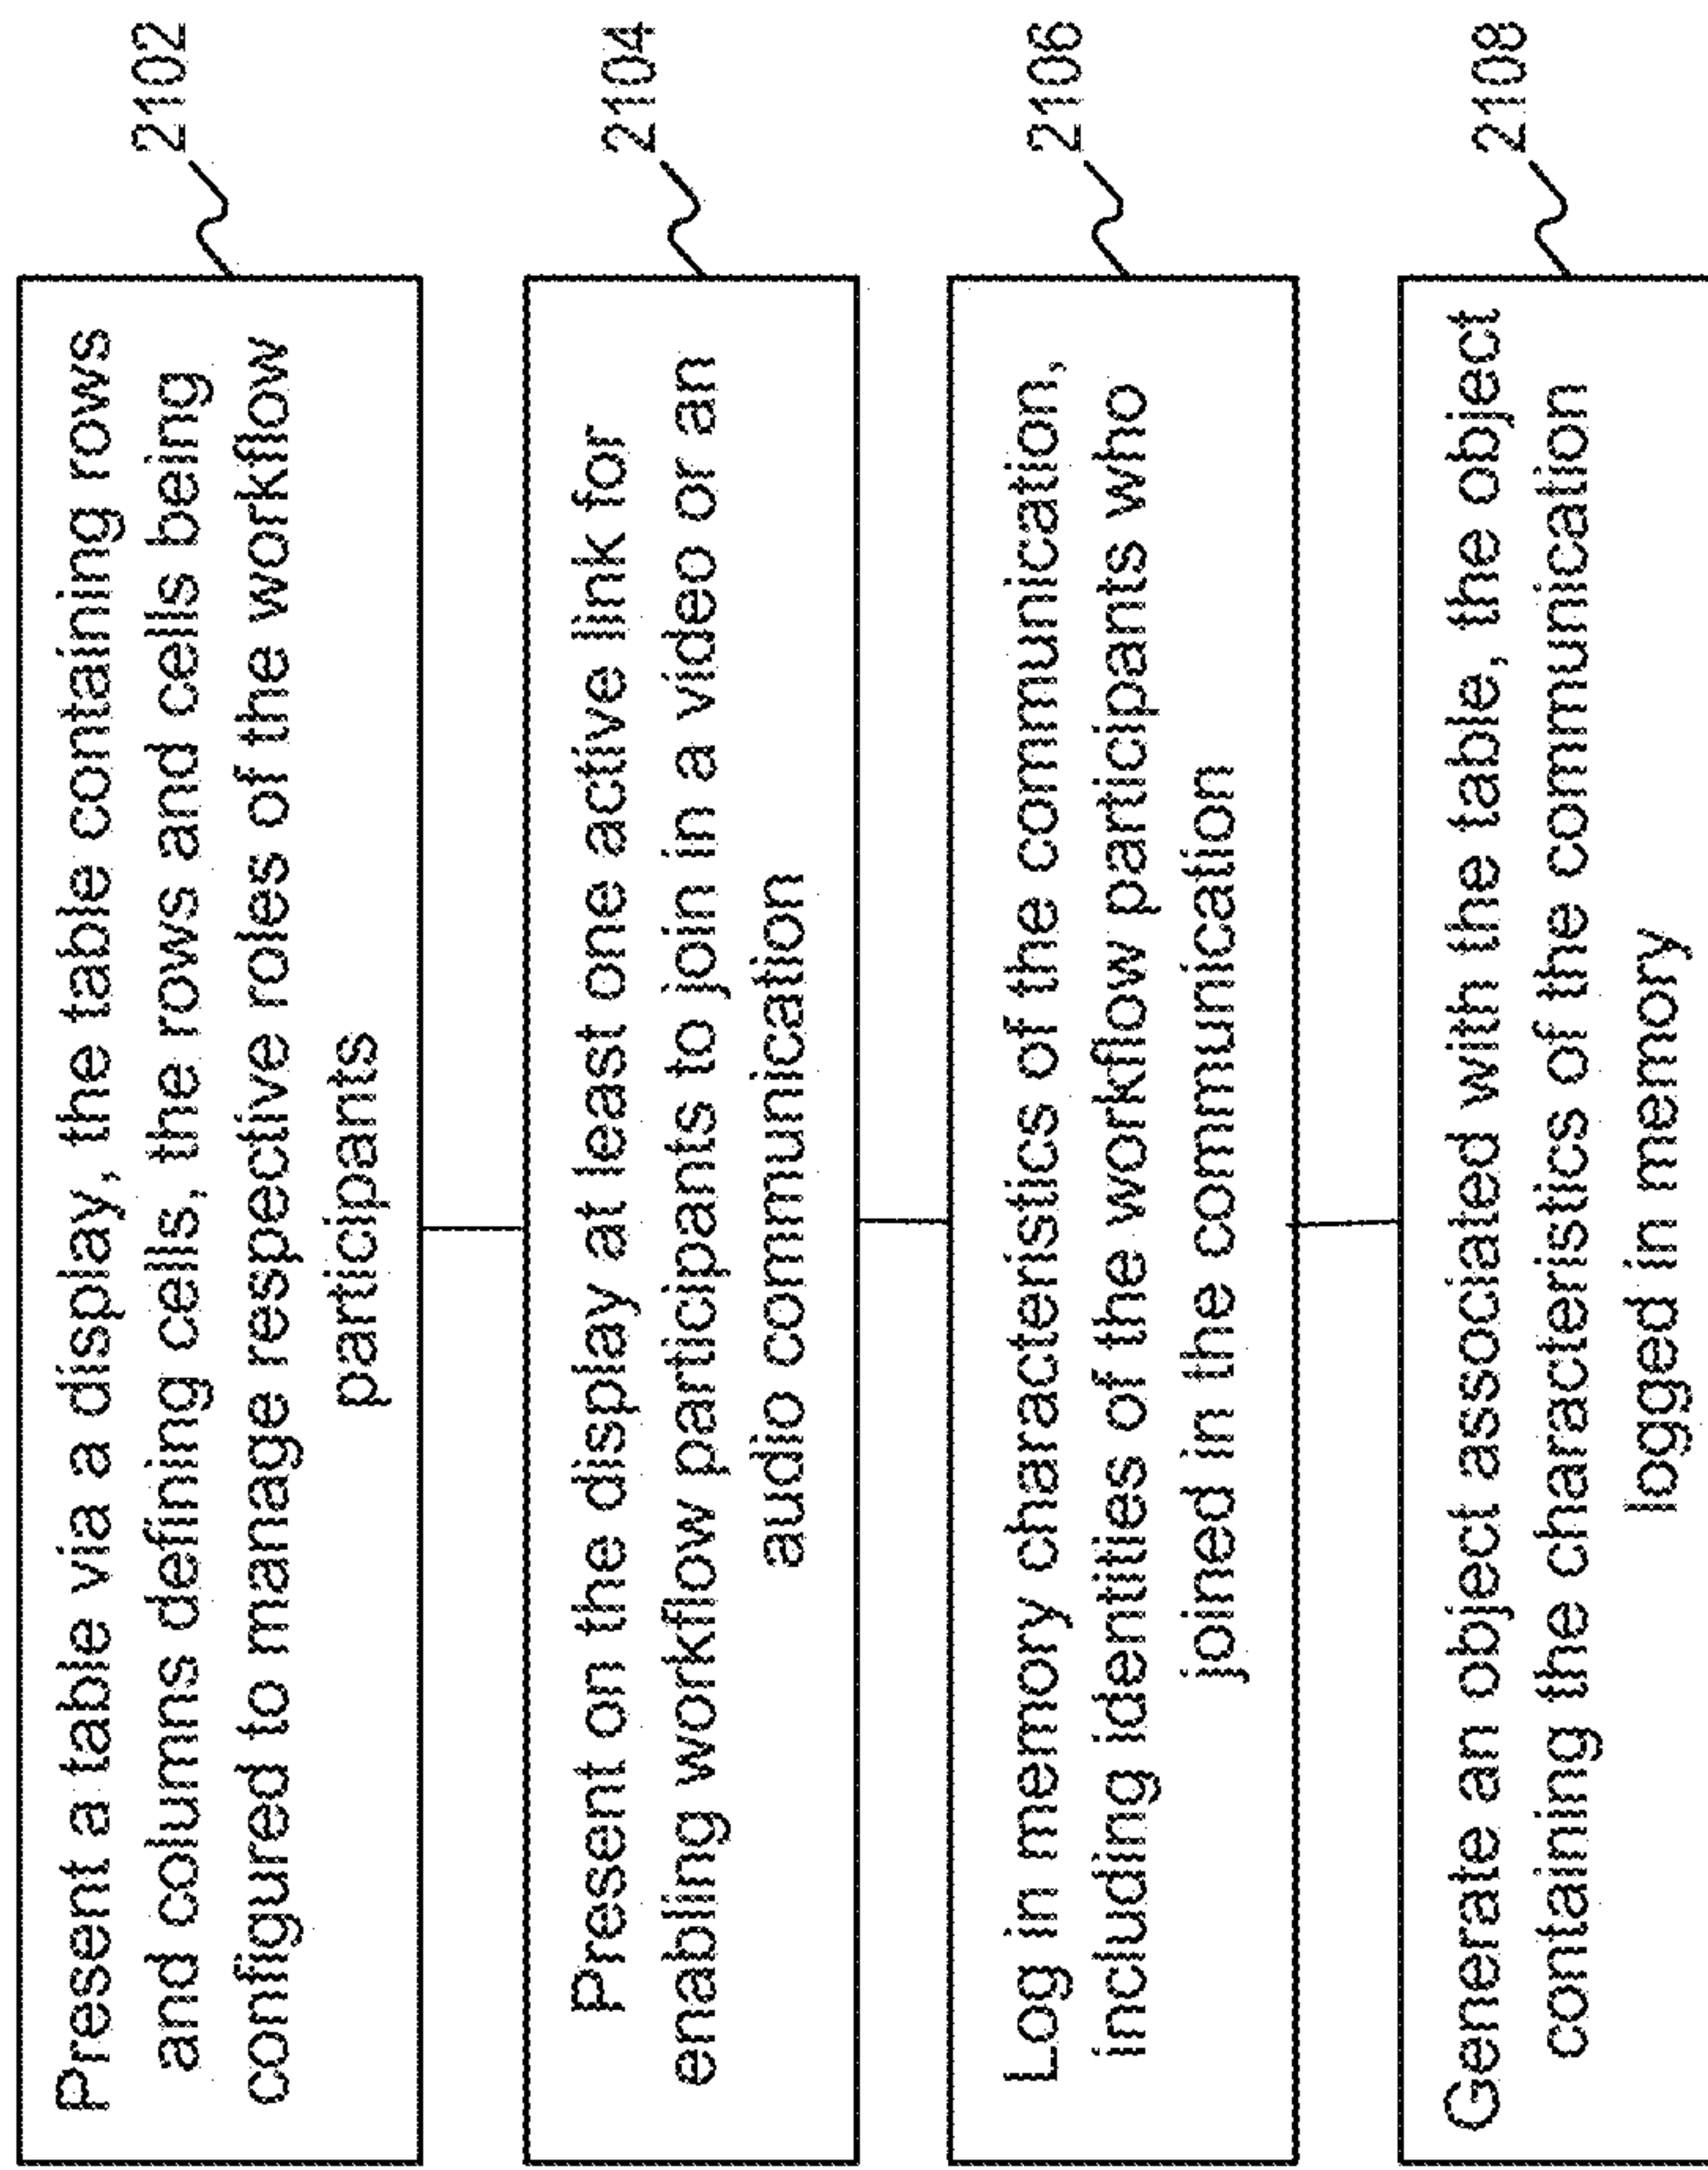 Present a table via a display, the table containing rows
and columns defining cells, the rows and cells being
configured to manage respective roles of the workflow
participants
2102
Present on the display at least one active link for
enabling workflow participants to join in a video or an
audio communication
2104
Log in memory characteristics of the communication,
including identities of the workflow participants who
joined in the communication
2106
Generate an object associated with the table, the object
containing the characteristics of the communication
logged in memory
2108